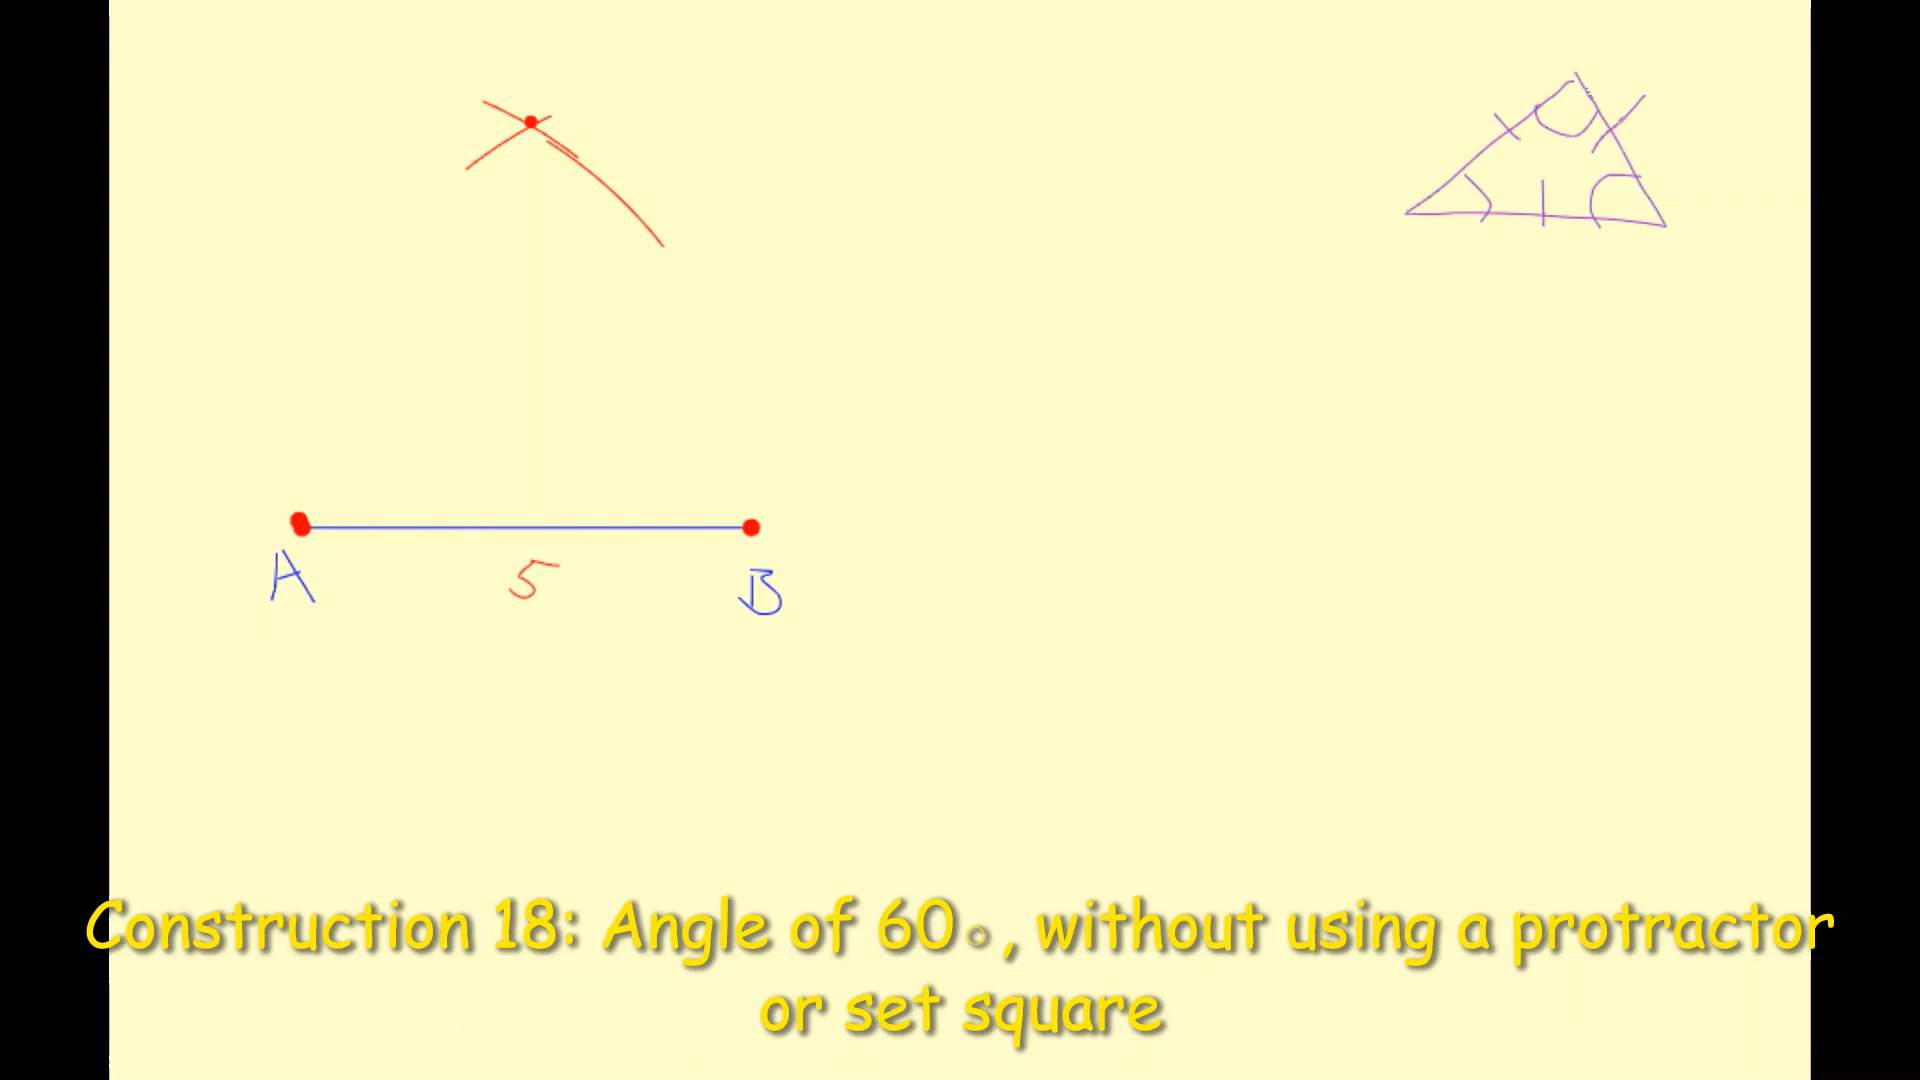 A
5
B
Construction 18: Angle of 60°, without using a protractor
or set square